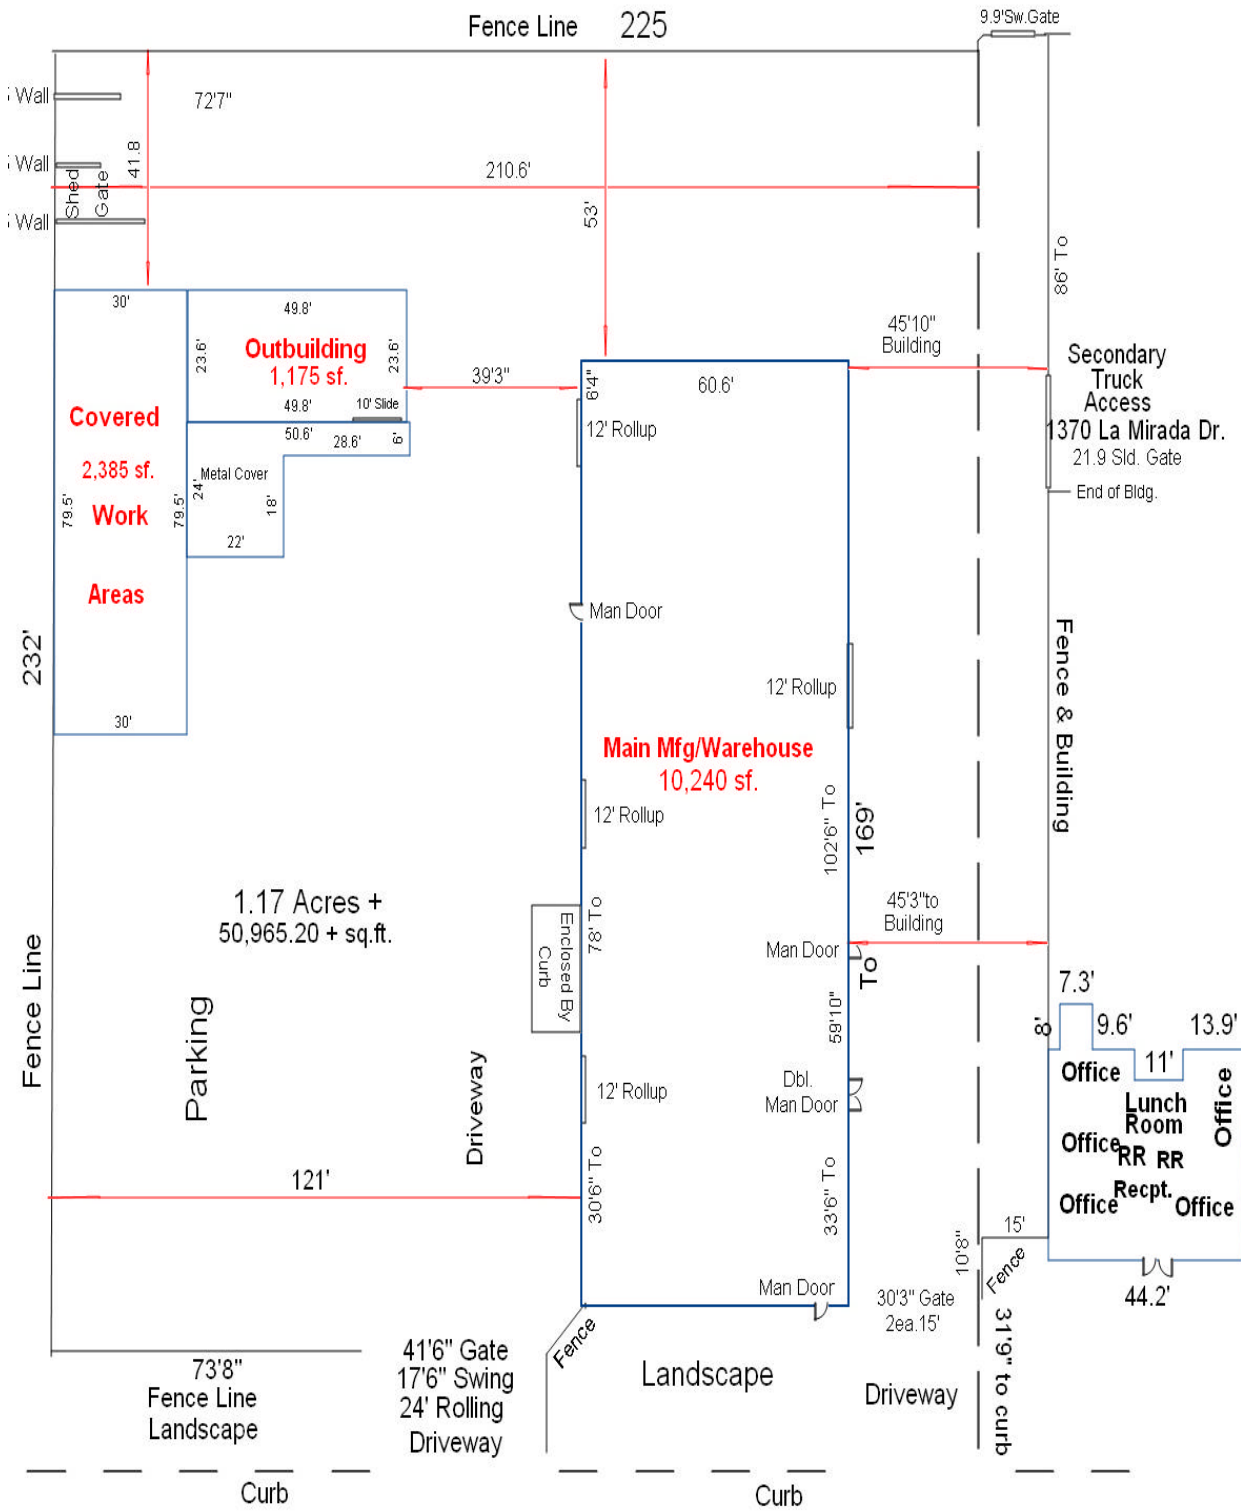 Fence Line 225
9.9'Sw.Gate
Wall
72'7"
41.8
Wall
Shed
Gate
Wall
210.6'
53'
86' To
30'
49.8'
23.6'
Outbuilding
1,175 sf.
23.6'
49.8'
10' Slide
39'3"
6'4"
60.6'
45'10"
Building
Secondary
Truck
Access
1370 La Mirada Dr.
21.9 Sld. Gate
End of Bldg.
Covered
2,385 sf.
Work
Areas
79.5'
79.5'
50.6'
28.6'
6'
Metal Cover
24'
18'
22'
30'
12' Rollup
Man Door
12' Rollup
Main Mfg/Warehouse
10,240 sf.
12' Rollup
102'6" To
169'
To
Fence & Building
232'
Fence Line
1.17 Acres +
50,965.20 + sq.ft.
Parking
Driveway
Enclosed By
Curb
78' To
45'3"to
Building
Man Door
59'10"
Dbl.
Man Door
12' Rollup
30'6" To
33'6" To
121'
7.3'
8'
9.6'
13.9'
11'
Office
Lunch
Room
Office
Office
RR RR
Recpt.
Office
Office
44.2'
15'
10'8"
Fence
31'9" to curb
Man Door
30'3" Gate
2ea.15'
Driveway
Fence
Landscape
73'8"
Fence Line
Landscape
41'6" Gate
17'6" Swing
24' Rolling
Driveway
Curb
Curb